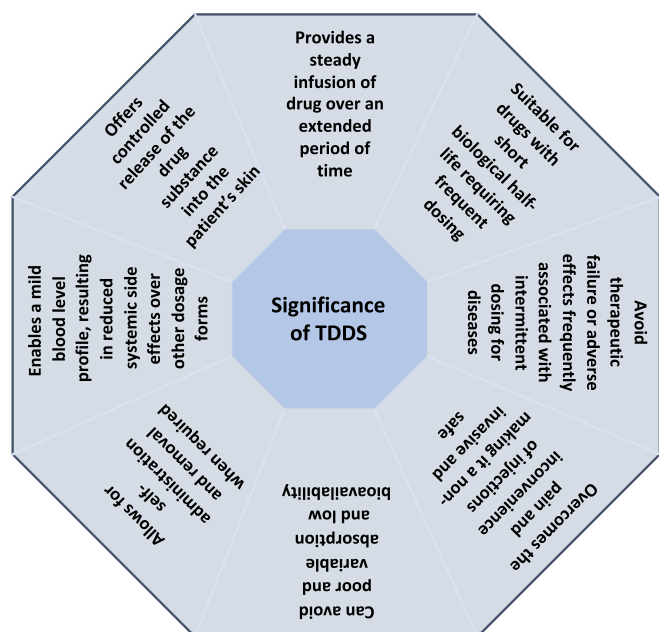 Provides a
steady
infusion of
drug over an
extended
period of
time
Suitable for
drugs with
short
biological half-
life requiring
frequent
dosing
Avoid
therapeutic
failure or adverse
effects frequently
associated with
intermittent
dosing for
diseases
Overcomes the
pain and
inconvenience
of injections
making it a non-
invasive and
safe
Can avoid
poor and
variable
absorption
and low
bioavailability
Allows for
self-
administration
and removal
when required
Enables a mild
blood level
profile, resulting
in reduced
systemic side
effects over
other dosage
forms
Offers
controlled
release of the
drug
substance
into the
patient's skin
Significance
of TDDS